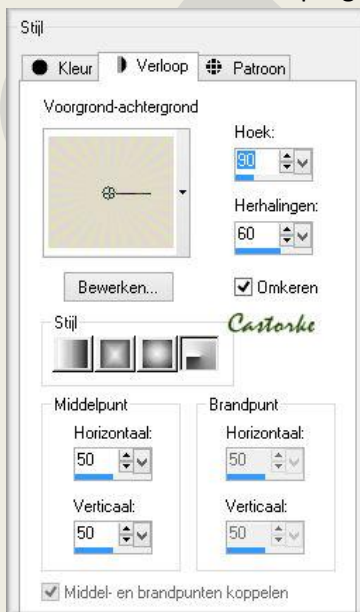 Stijl
Kleur Verloop Patroon
Voorgrond-achtergrond
Hoek:
90
Herhalingen:
60
Bewerken...
Omkeren
Stijl
Castorke
Middelpunt Brandpunt
Horizontaal: Horizontaal:
50 50
Verticaal: Verticaal:
50 50
Middel- en brandpunten koppelen